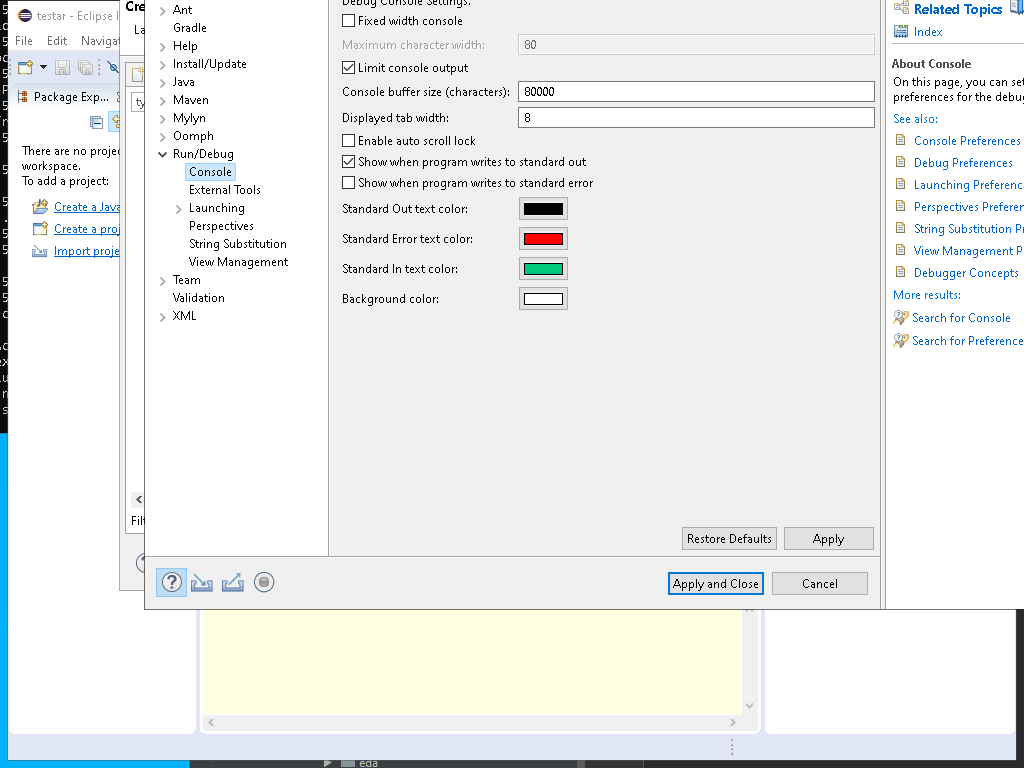 testar - Eclipse I
File Edit Navigat
Package Exp...
There are no projec
workspace.
To add a project:
Create a Java
Create a proj
Import proje
Cre
La
ty
Filt
Ant
Gradle
Help
Install/Update
Java
Maven
Mylyn
Oomph
Run/Debug
Console
External Tools
Launching
Perspectives
String Substitution
View Management
Team
Validation
XML
Debug Console Settings.
Fixed width console
Maximum character width: 80
Limit console output
Console buffer size (characters): 80000
Displayed tab width: 8
Enable auto scroll lock
Show when program writes to standard out
Show when program writes to standard error
Standard Out text color:
Standard Error text color:
Standard In text color:
Background color:
Restore Defaults Apply
Apply and Close Cancel
Related Topics
Index
About Console
On this page, you can set
preferences for the debug
See also:
Console Preferences
Debug Preferences
Launching Preferenc
Perspectives Preferen
String Substitution Pr
View Management P
Debugger Concepts
More results:
Search for Console
Search for Preference
eda